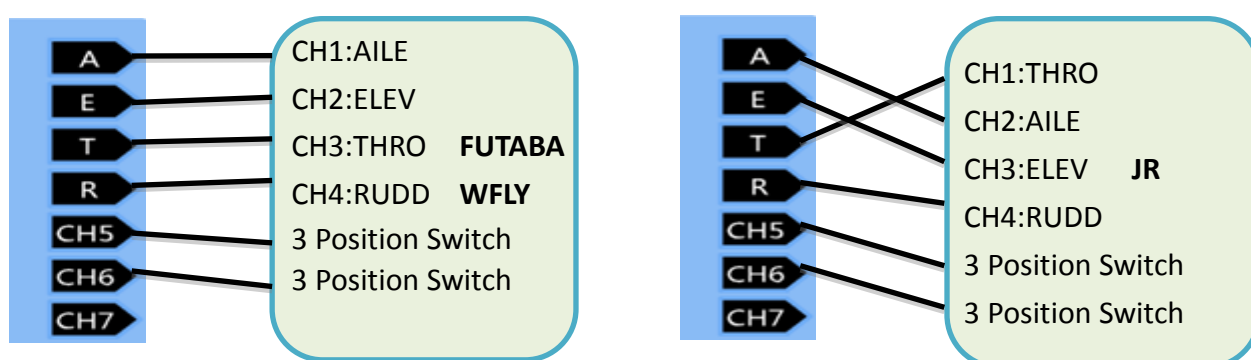 A
E
T
R
CH5
CH6
CH7
CH1:AILE
CH2:ELEV
CH3:THRO FUTABA
CH4:RUDD WFLY
3 Position Switch
3 Position Switch
A
E
T
R
CH5
CH6
CH7
CH1:THRO
CH2:AILE
CH3:ELEV JR
CH4:RUDD
3 Position Switch
3 Position Switch